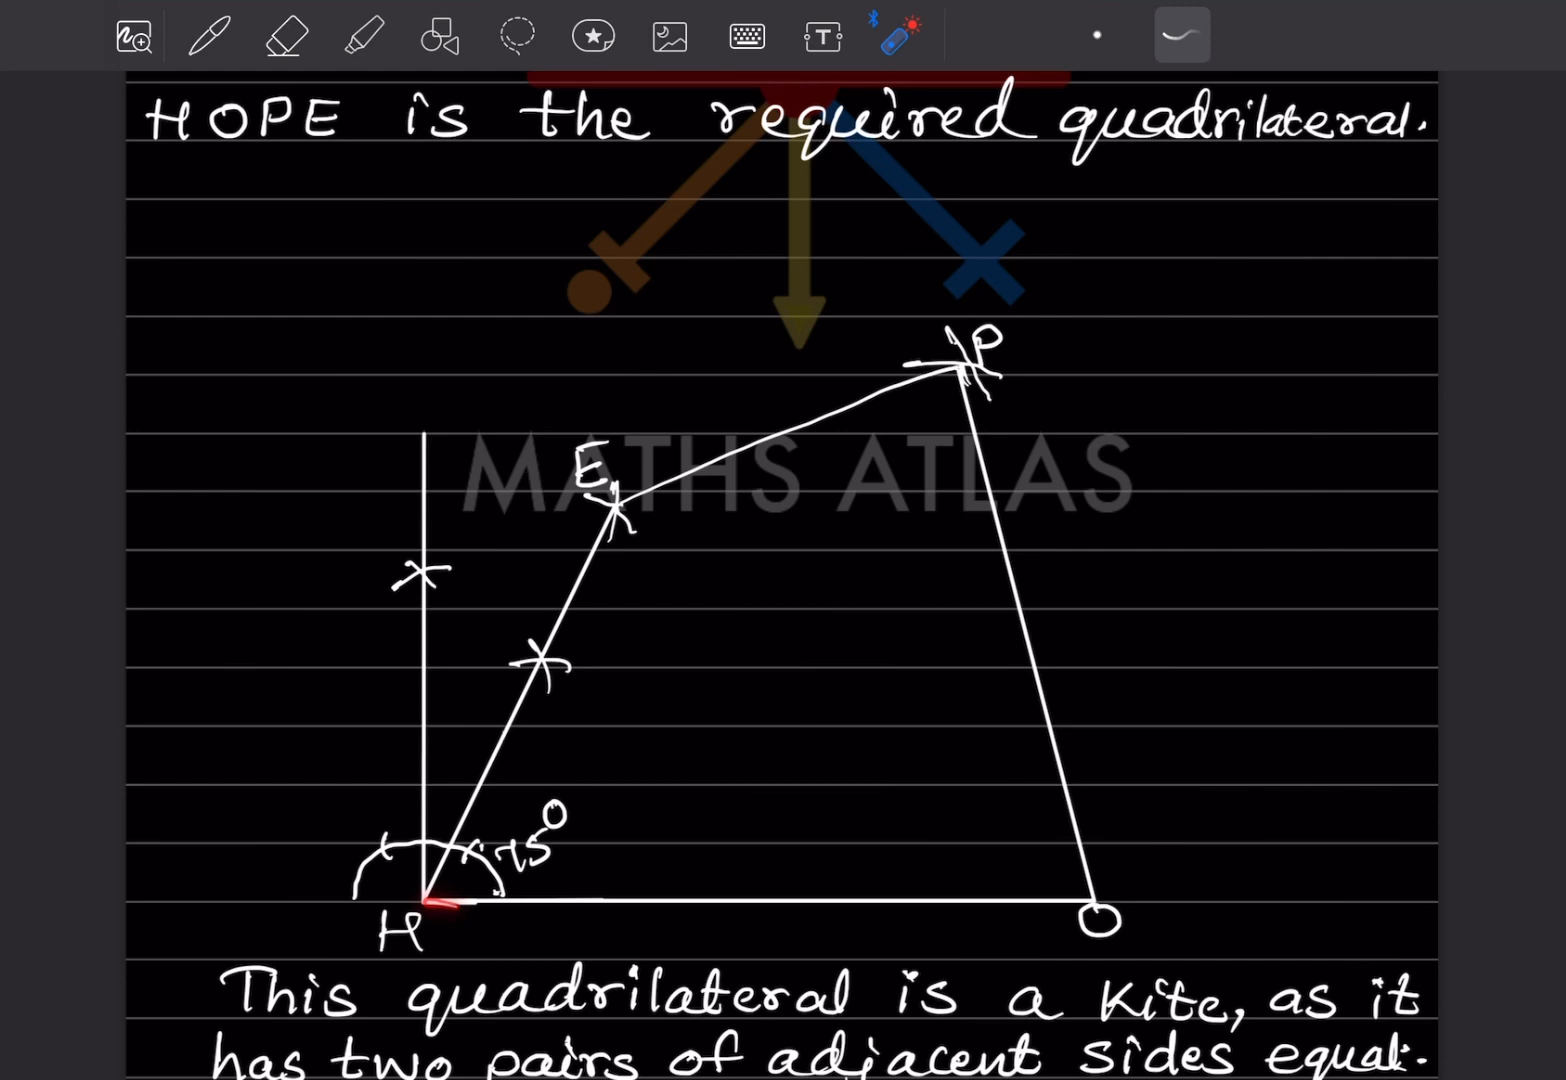 HOPE is the required quadrilateral.
P
E
MATHS ATLAS
75°
H
O
This quadrilateral is a Kite, as it
has two pairs of adjacent sides equal.